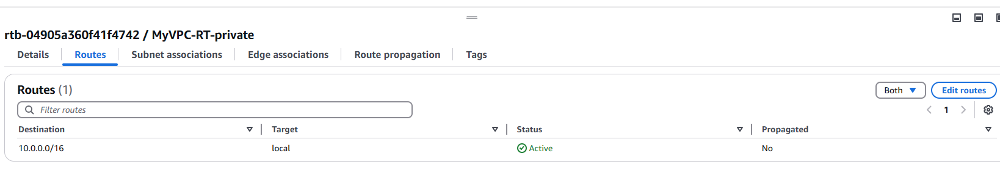 rtb-04905a360f41f4742 / MyVPC-RT-private
Details Routes Subnet associations Edge associations Route propagation Tags
Routes (1)
Both Edit routes
Filter routes
1
Destination Target Status Propagated
10.0.0.0/16 local Active No